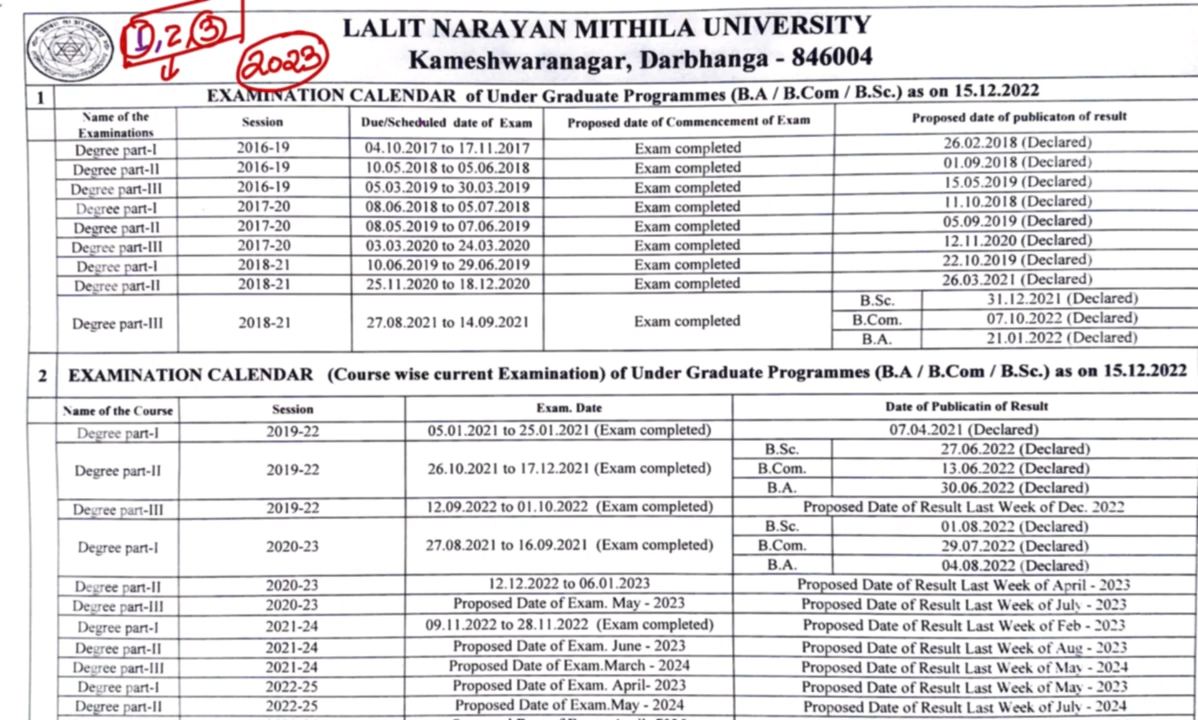 1, 2, 3
2023
LALIT NARAYAN MITHILA UNIVERSITY
Kameshwaranagar, Darbhanga - 846004
1 EXAMINATION CALENDAR of Under Graduate Programmes (B.A / B.Com / B.Sc.) as on 15.12.2022
Name of the Examinations Session Due/Scheduled date of Exam Proposed date of Commencement of Exam Proposed date of publicaton of result
Degree part-I 2016-19 04.10.2017 to 17.11.2017 Exam completed 26.02.2018 (Declared)
Degree part-II 2016-19 10.05.2018 to 05.06.2018 Exam completed 01.09.2018 (Declared)
Degree part-III 2016-19 05.03.2019 to 30.03.2019 Exam completed 15.05.2019 (Declared)
Degree part-I 2017-20 08.06.2018 to 05.07.2018 Exam completed 11.10.2018 (Declared)
Degree part-II 2017-20 08.05.2019 to 07.06.2019 Exam completed 05.09.2019 (Declared)
Degree part-III 2017-20 03.03.2020 to 24.03.2020 Exam completed 12.11.2020 (Declared)
Degree part-I 2018-21 10.06.2019 to 29.06.2019 Exam completed 22.10.2019 (Declared)
Degree part-II 2018-21 25.11.2020 to 18.12.2020 Exam completed 26.03.2021 (Declared)
Degree part-III 2018-21 27.08.2021 to 14.09.2021 Exam completed B.Sc. 31.12.2021 (Declared)
B.Com. 07.10.2022 (Declared)
B.A. 21.01.2022 (Declared)
2 EXAMINATION CALENDAR (Course wise current Examination) of Under Graduate Programmes (B.A / B.Com / B.Sc.) as on 15.12.2022
Name of the Course Session Exam. Date Date of Publicatin of Result
Degree part-I 2019-22 05.01.2021 to 25.01.2021 (Exam completed) 07.04.2021 (Declared)
Degree part-II 2019-22 26.10.2021 to 17.12.2021 (Exam completed) B.Sc. 27.06.2022 (Declared)
B.Com. 13.06.2022 (Declared)
B.A. 30.06.2022 (Declared)
Degree part-III 2019-22 12.09.2022 to 01.10.2022 (Exam completed) Proposed Date of Result Last Week of Dec. 2022
Degree part-I 2020-23 27.08.2021 to 16.09.2021 (Exam completed) B.Sc. 01.08.2022 (Declared)
B.Com. 29.07.2022 (Declared)
B.A. 04.08.2022 (Declared)
Degree part-II 2020-23 12.12.2022 to 06.01.2023 Proposed Date of Result Last Week of April - 2023
Degree part-III 2020-23 Proposed Date of Exam. May - 2023 Proposed Date of Result Last Week of July - 2023
Degree part-I 2021-24 09.11.2022 to 28.11.2022 (Exam completed) Proposed Date of Result Last Week of Feb - 2023
Degree part-II 2021-24 Proposed Date of Exam. June - 2023 Proposed Date of Result Last Week of Aug - 2023
Degree part-III 2021-24 Proposed Date of Exam.March - 2024 Proposed Date of Result Last Week of May - 2024
Degree part-I 2022-25 Proposed Date of Exam. April- 2023 Proposed Date of Result Last Week of May - 2023
Degree part-II 2022-25 Proposed Date of Exam.May - 2024 Proposed Date of Result Last Week of July - 2024